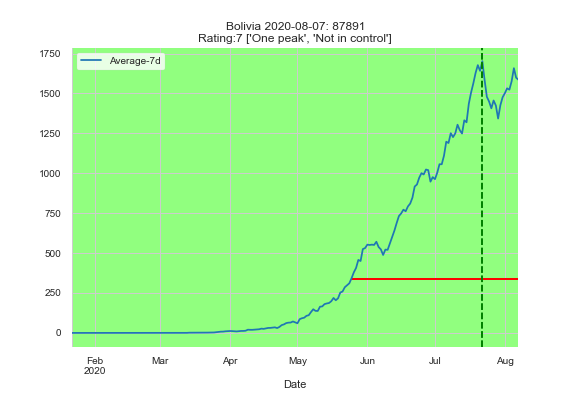 Bolivia 2020-08-07: 87891
Rating:7 ['One peak', 'Not in control']
Average-7d
1750
1500
1250
1000
750
500
250
0
Feb Mar Apr May Jun Jul Aug
2020
Date